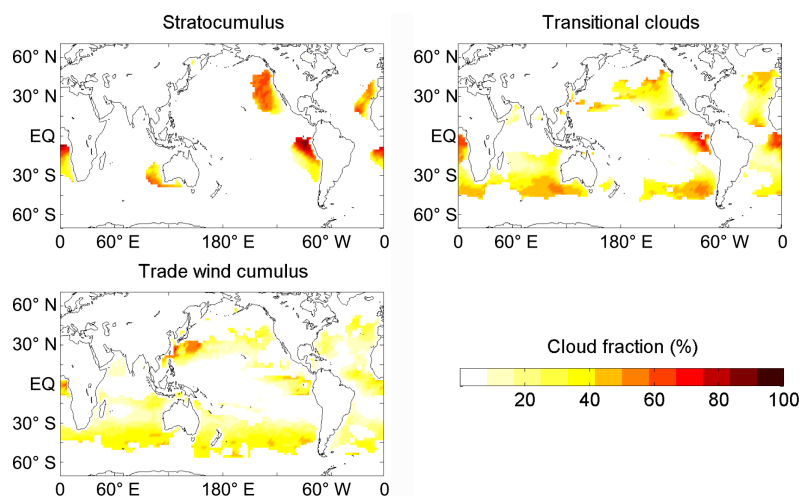 Stratocumulus
60° N
30° N
EQ
30° S
60° S
0 60° E 180° E 60° W 0
Transitional clouds
60° N
30° N
EQ
30° S
60° S
0 60° E 180° E 60° W 0
Trade wind cumulus
60° N
30° N
EQ
30° S
60° S
0 60° E 180° E 60° W 0
Cloud fraction (%)
20 40 60 80 100